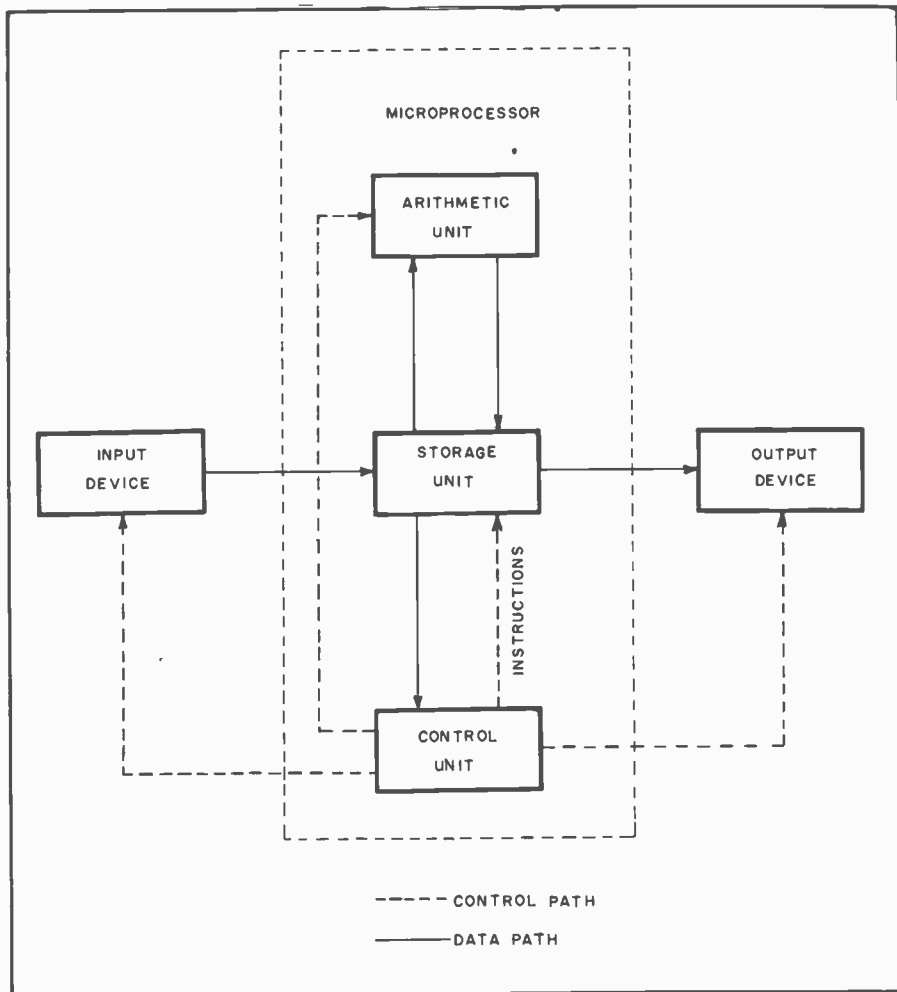 MICROPROCESSOR
ARITHMETIC
UNIT
INPUT
DEVICE
STORAGE
UNIT
OUTPUT
DEVICE
INSTRUCTIONS
CONTROL
UNIT
CONTROL PATH
DATA PATH